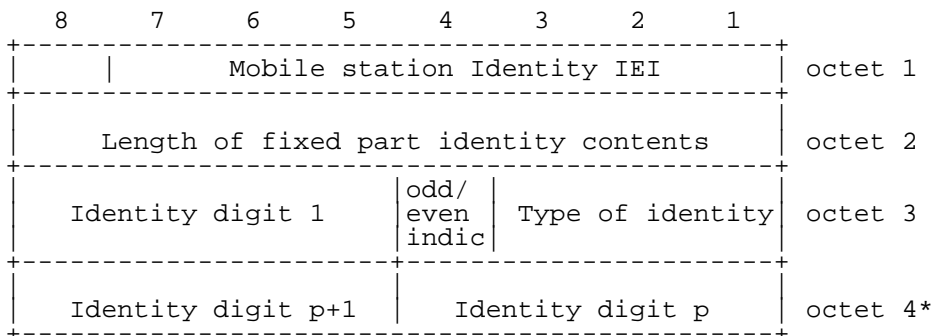 8 7 6 5 4 3 2 1
Mobile station Identity IEI octet 1
Length of fixed part identity contents octet 2
odd/
Identity digit 1 even Type of identity octet 3
indic
Identity digit p+1 Identity digit p octet 4*